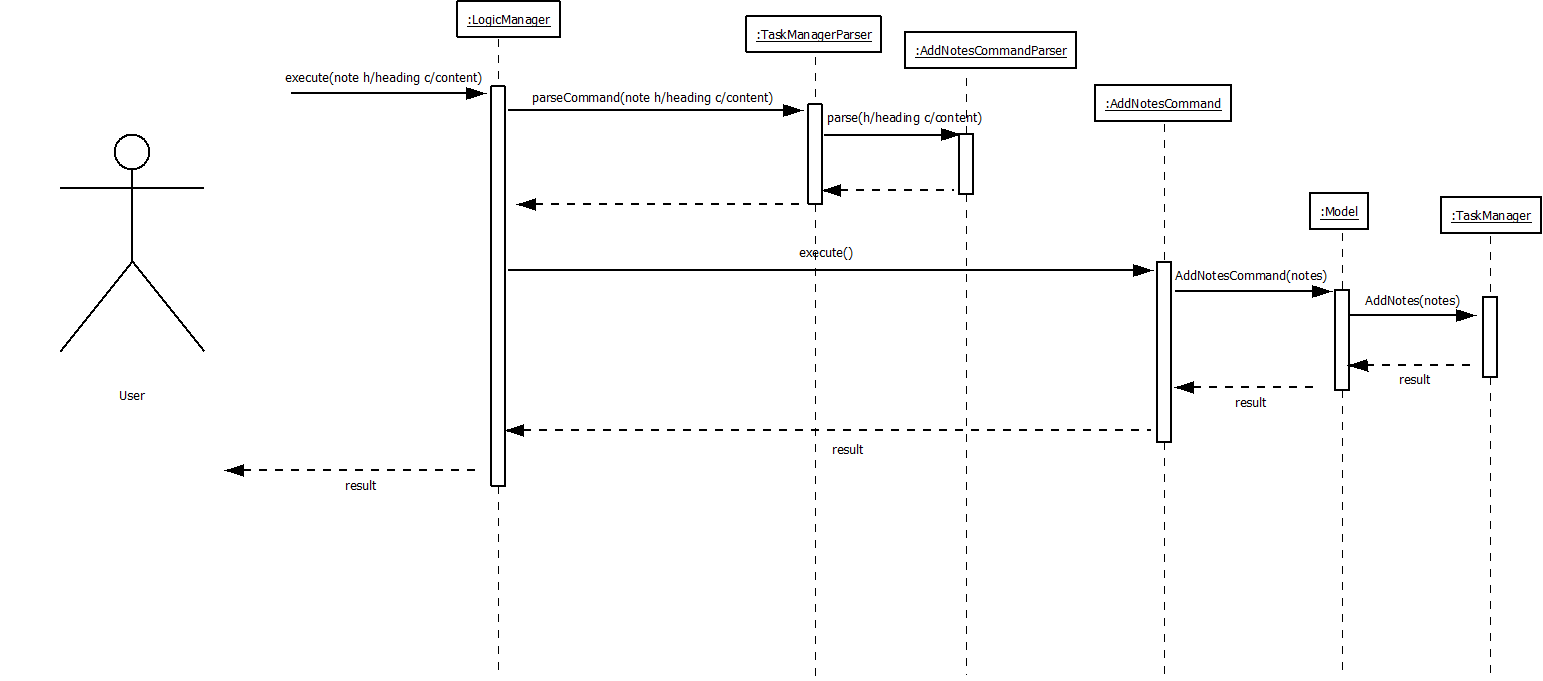 :LogicManager
:TaskManagerParser
:AddNotesCommandParser
execute(note h/heading c/content)
parseCommand(note h/heading c/content)
:AddNotesCommand
parse(h/heading c/content)
:Model
:TaskManager
execute()
AddNotesCommand(notes)
AddNotes(notes)
result
User
result
result
result